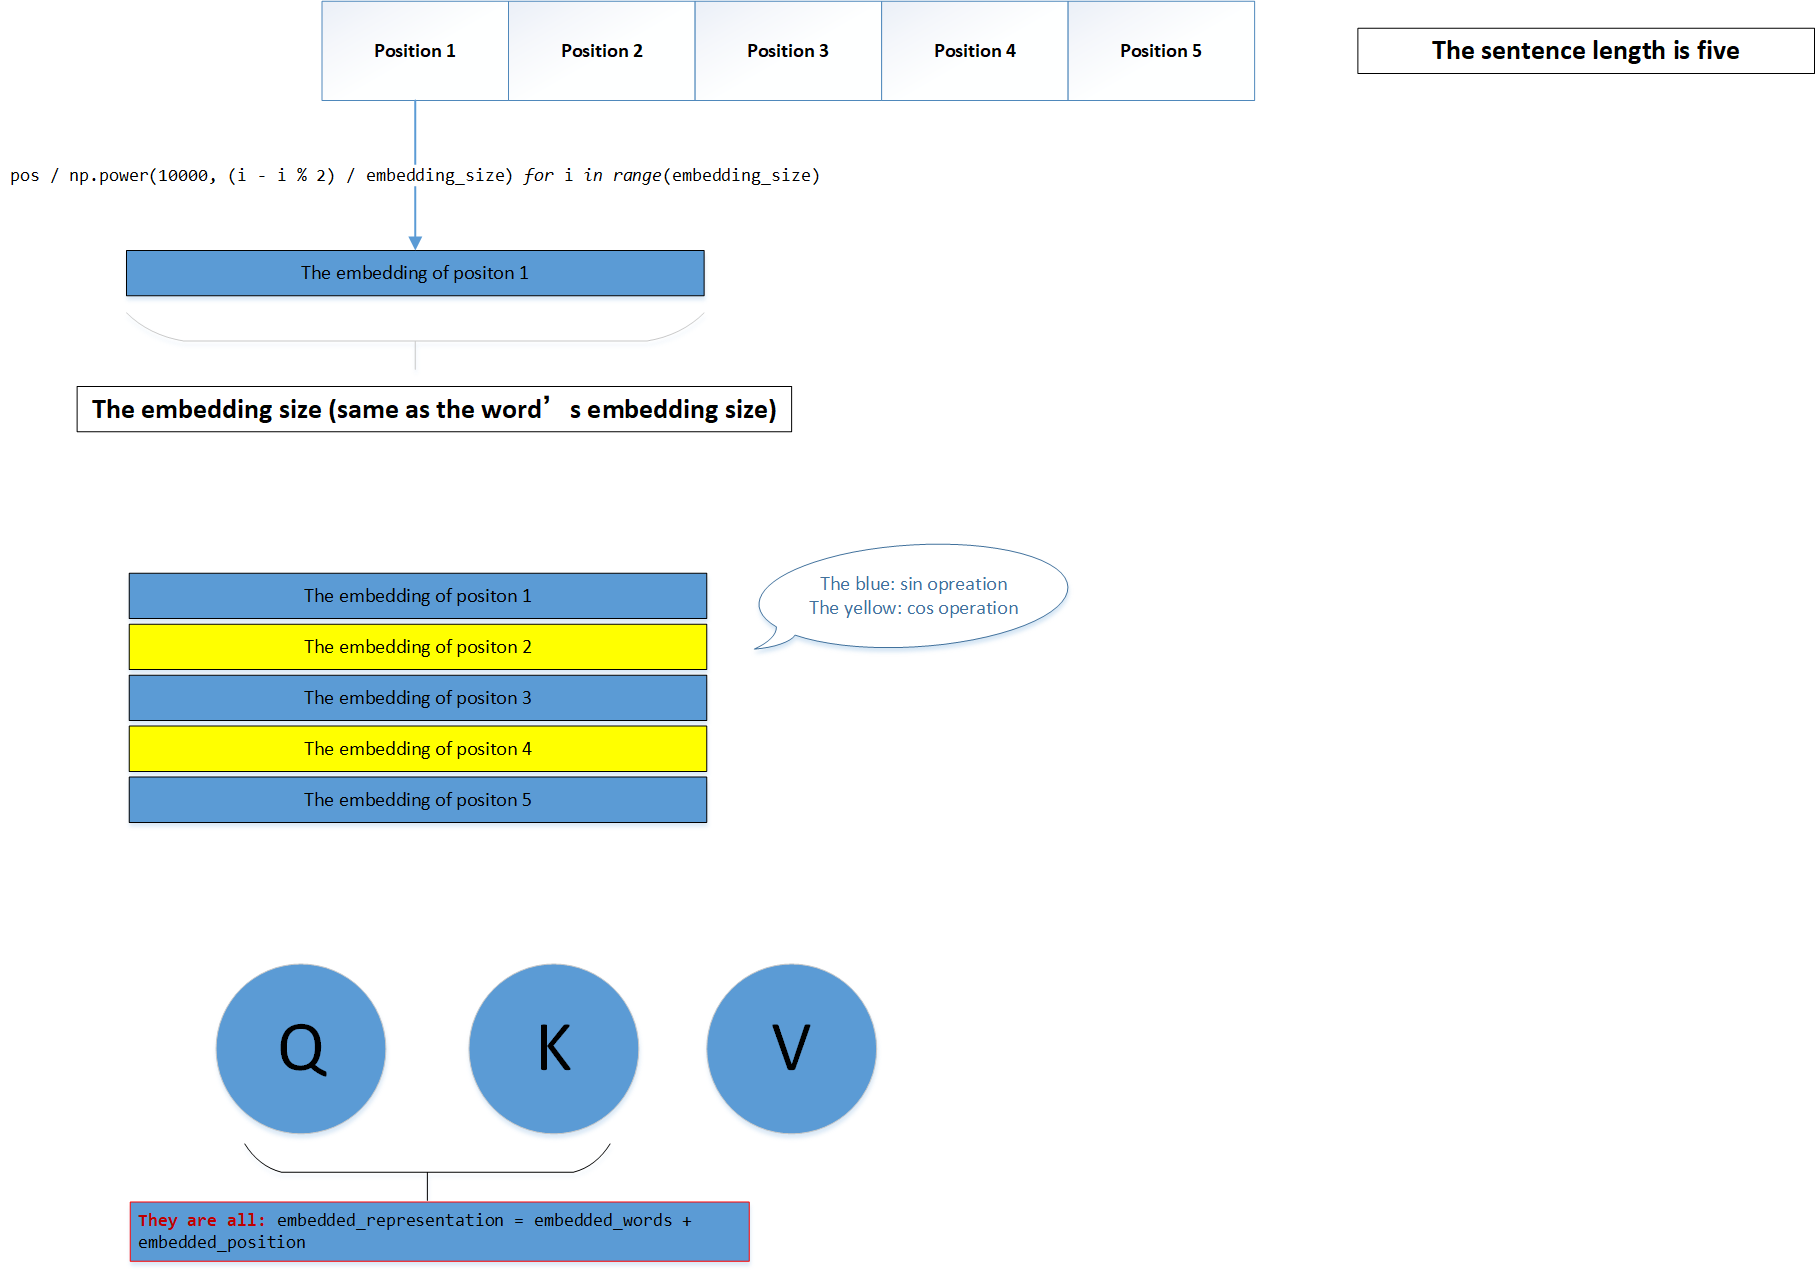 Position 1
Position 2
Position 3
Position 4
Position 5
The sentence length is five
pos / np.power(10000, (i - i % 2) / embedding_size) for i in range(embedding_size)
The embedding of positon 1
The embedding size (same as the word’s embedding size)
The blue: sin opreation
The yellow: cos operation
The embedding of positon 1
The embedding of positon 2
The embedding of positon 3
The embedding of positon 4
The embedding of positon 5
Q
K
V
They are all: embedded_representation = embedded_words +
embedded_position